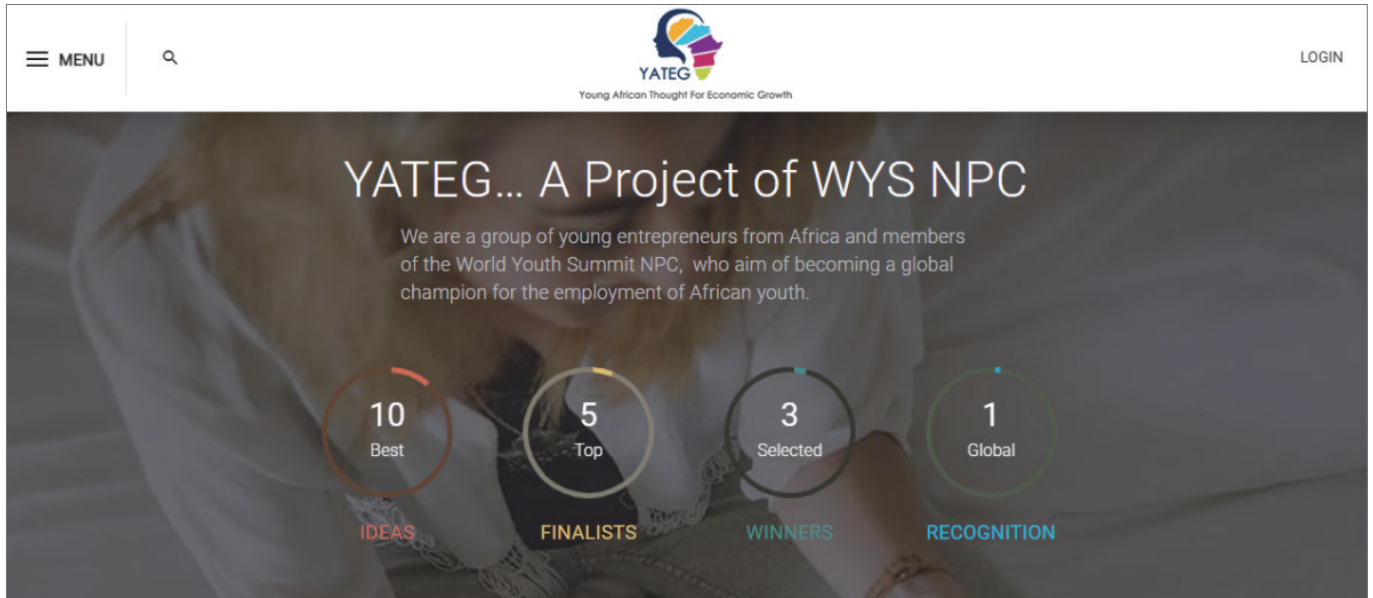 MENU
YATEG
Young African Thought For Economic Growth
LOGIN
YATEG... A Project of WYS NPC
We are a group of young entrepreneurs from Africa and members
of the World Youth Summit NPC, who aim of becoming a global
champion for the employment of African youth.
10 5 3 1
Best Top Selected Global
IDEAS FINALISTS WINNERS RECOGNITION